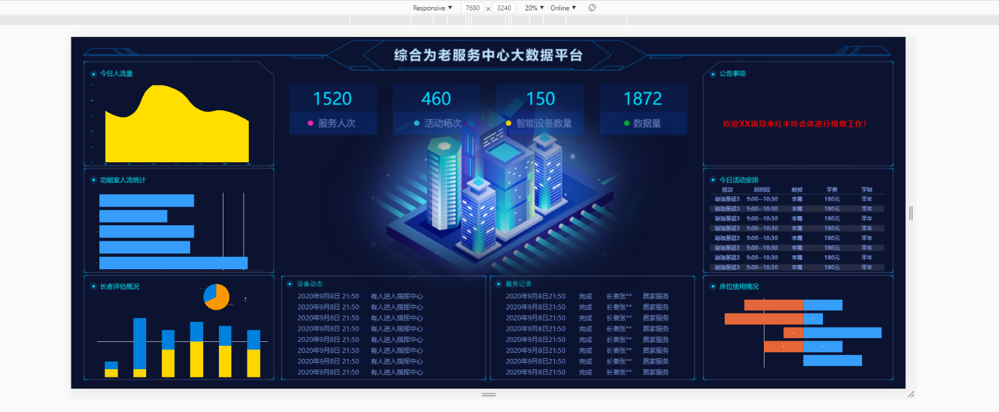 Responsive ▼ 7680 × 3240 20% ▼ Online ▼
综合为老服务中心大数据平台
今日人流量
1520
服务人次
460
活动场次
150
智能设备数量
1872
数据量
公告事项
欢迎XX领导来红丰综合体进行视察工作!
功能室人流统计
今日活动安排
班别 时间段 教师 学费 学制
瑜珈基础3 9:00--10:30 李霞 180元 半年
瑜珈基础3 9:00--10:30 李霞 180元 半年
瑜珈基础3 9:00--10:30 李霞 180元 半年
瑜珈基础3 9:00--10:30 李霞 180元 半年
瑜珈基础3 9:00--10:30 李霞 180元 半年
瑜珈基础3 9:00--10:30 李霞 180元 半年
瑜珈基础3 9:00--10:30 李霞 180元 半年
瑜珈基础3 9:00--10:30 李霞 180元 半年
长者评估概况
设备动态
2020年9月8日 21:50 有人进入指挥中心
2020年9月8日 21:50 有人进入指挥中心
2020年9月8日 21:50 有人进入指挥中心
2020年9月8日 21:50 有人进入指挥中心
2020年9月8日 21:50 有人进入指挥中心
2020年9月8日 21:50 有人进入指挥中心
2020年9月8日 21:50 有人进入指挥中心
2020年9月8日 21:50 有人进入指挥中心
服务记录
2020年9月8日21:50 完成 长者张** 居家服务
2020年9月8日21:50 完成 长者张** 居家服务
2020年9月8日21:50 完成 长者张** 居家服务
2020年9月8日21:50 完成 长者张** 居家服务
2020年9月8日21:50 完成 长者张** 居家服务
2020年9月8日21:50 完成 长者张** 居家服务
2020年9月8日21:50 完成 长者张** 居家服务
2020年9月8日21:50 完成 长者张** 居家服务
床位使用情况